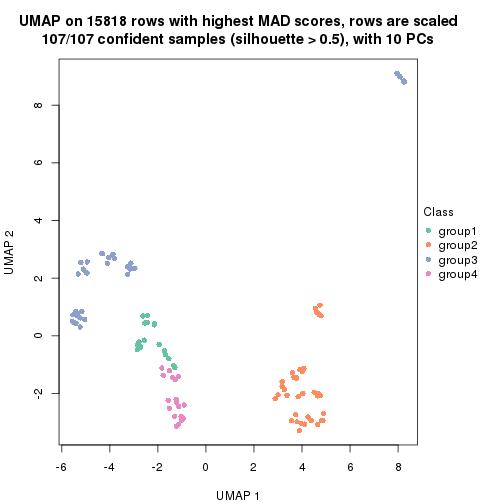 UMAP on 15818 rows with highest MAD scores, rows are scaled
107/107 confident samples (silhouette > 0.5), with 10 PCs
UMAP 2
8
6
4
2
0
-2
-6
-4
-2
0
2
4
6
8
UMAP 1
Class
group1
group2
group3
group4